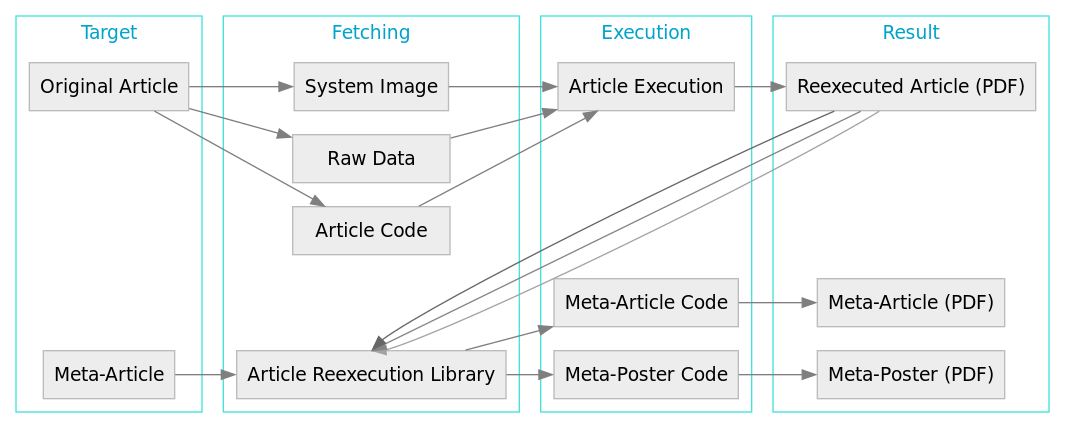 Target
Fetching
Execution
Result
Original Article
System Image
Article Execution
Reexecuted Article (PDF)
Raw Data
Article Code
Meta-Article Code
Meta-Article (PDF)
Meta-Article
Article Reexecution Library
Meta-Poster Code
Meta-Poster (PDF)